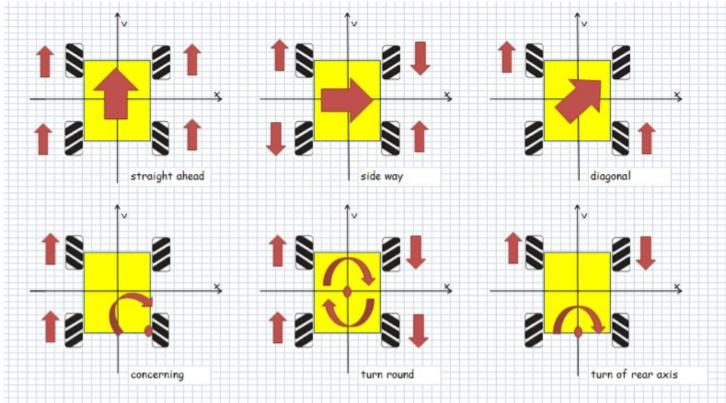 v
x
straight ahead
v
x
side way
v
x
diagonal
v
x
concerning
v
x
turn round
v
x
turn of rear axis